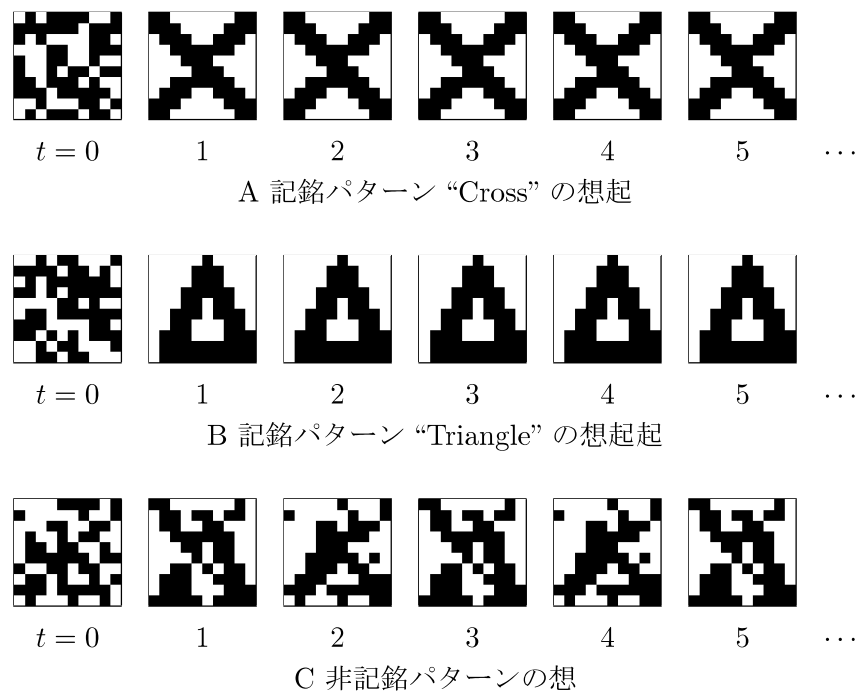 t = 0 1 2 3 4 5 ...
A 記銘パターン “Cross” の想起
t = 0 1 2 3 4 5 ...
B 記銘パターン “Triangle” の想起起
t = 0 1 2 3 4 5 ...
C 非記銘パターンの想